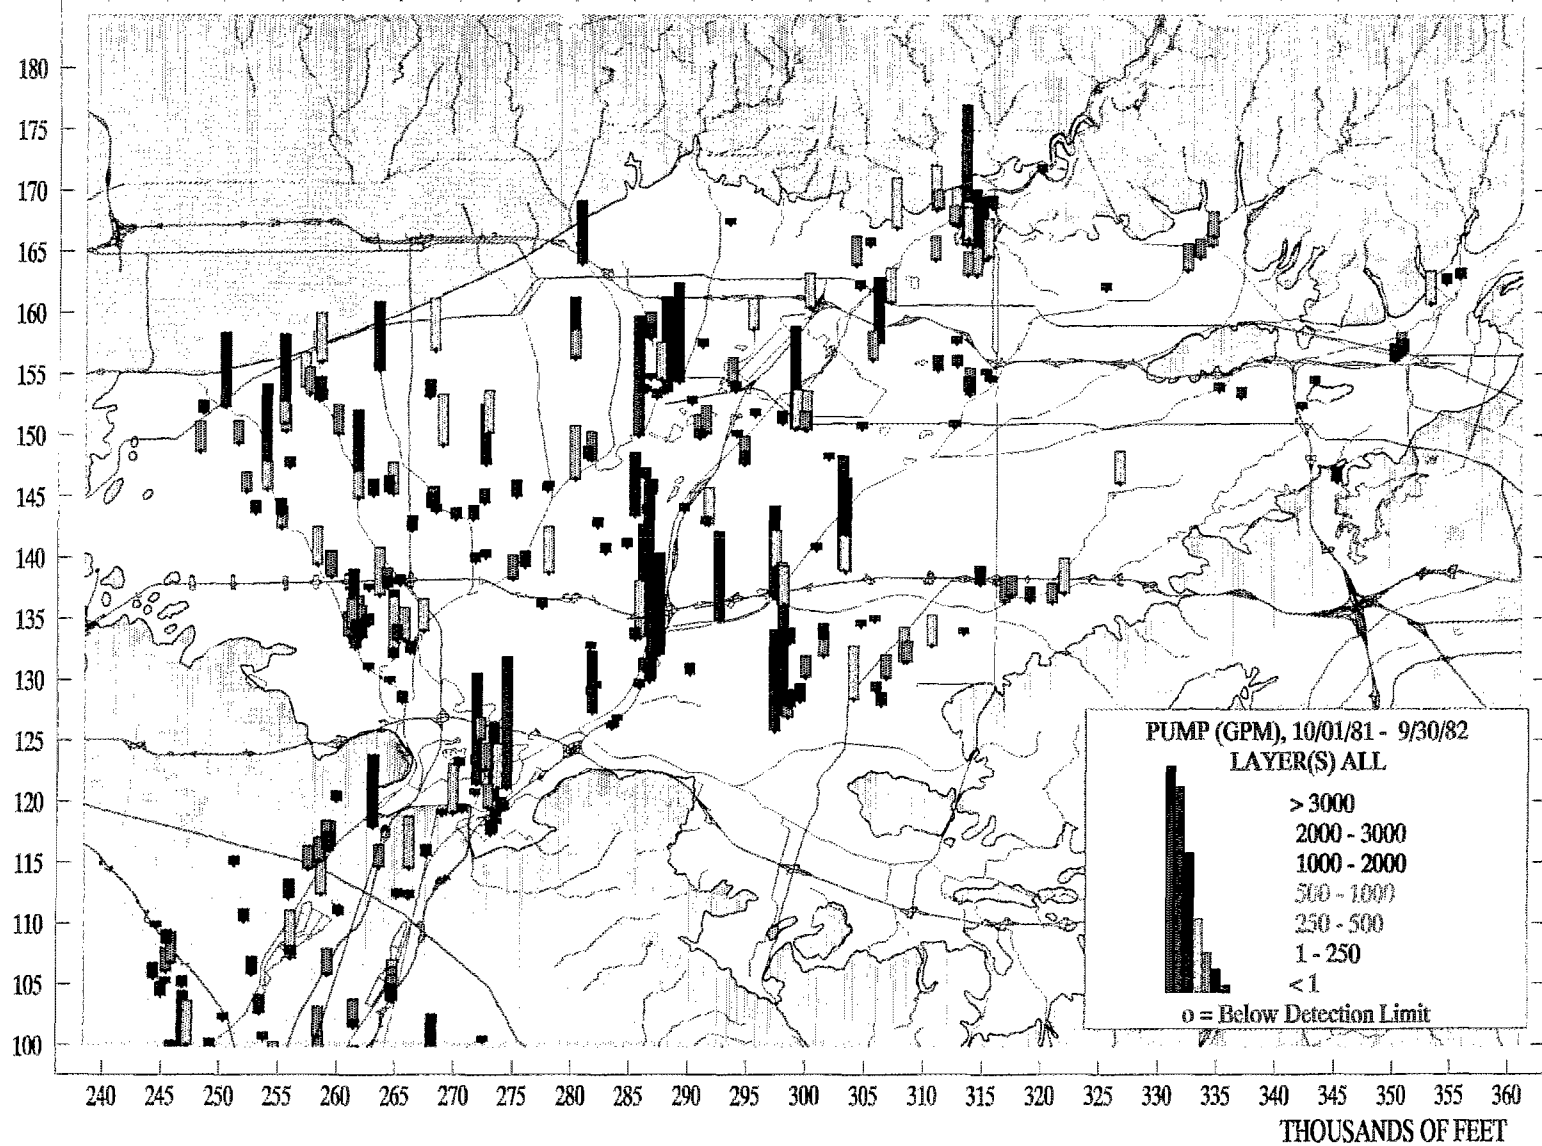 180
175
170
165
160
155
150
145
140
135
130
125
120
115
110
105
100
PUMP (GPM), 10/01/81 - 9/30/82
LAYER(S) ALL
> 3000
2000 - 3000
1000 - 2000
500 - 1000
250 - 500
1 - 250
< 1
o = Below Detection Limit
240 245 250 255 260 265 270 275 280 285 290 295 300 305 310 315 320 325 330 335 340 345 350 355 360
THOUSANDS OF FEET